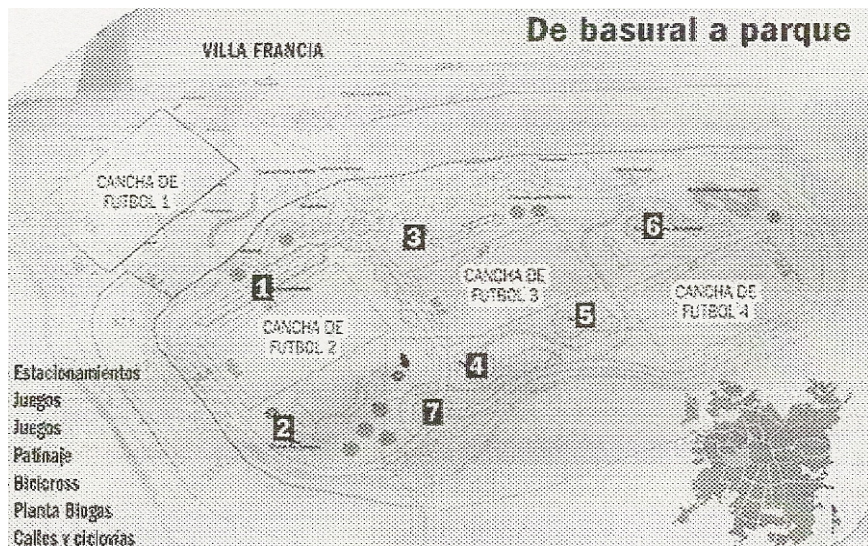 De basural a parque
VILLA FRANCIA
CANCHA DE
FUTBOL 1
3
6
1
CANCHA DE
FUTBOL 3
CANCHA DE
FUTBOL 4
5
CANCHA DE
FUTBOL 2
4
7
2
Estacionamientos
Juegos
Juegos
Patinaje
Bicicross
Planta Biogas
Calles y ciclovías